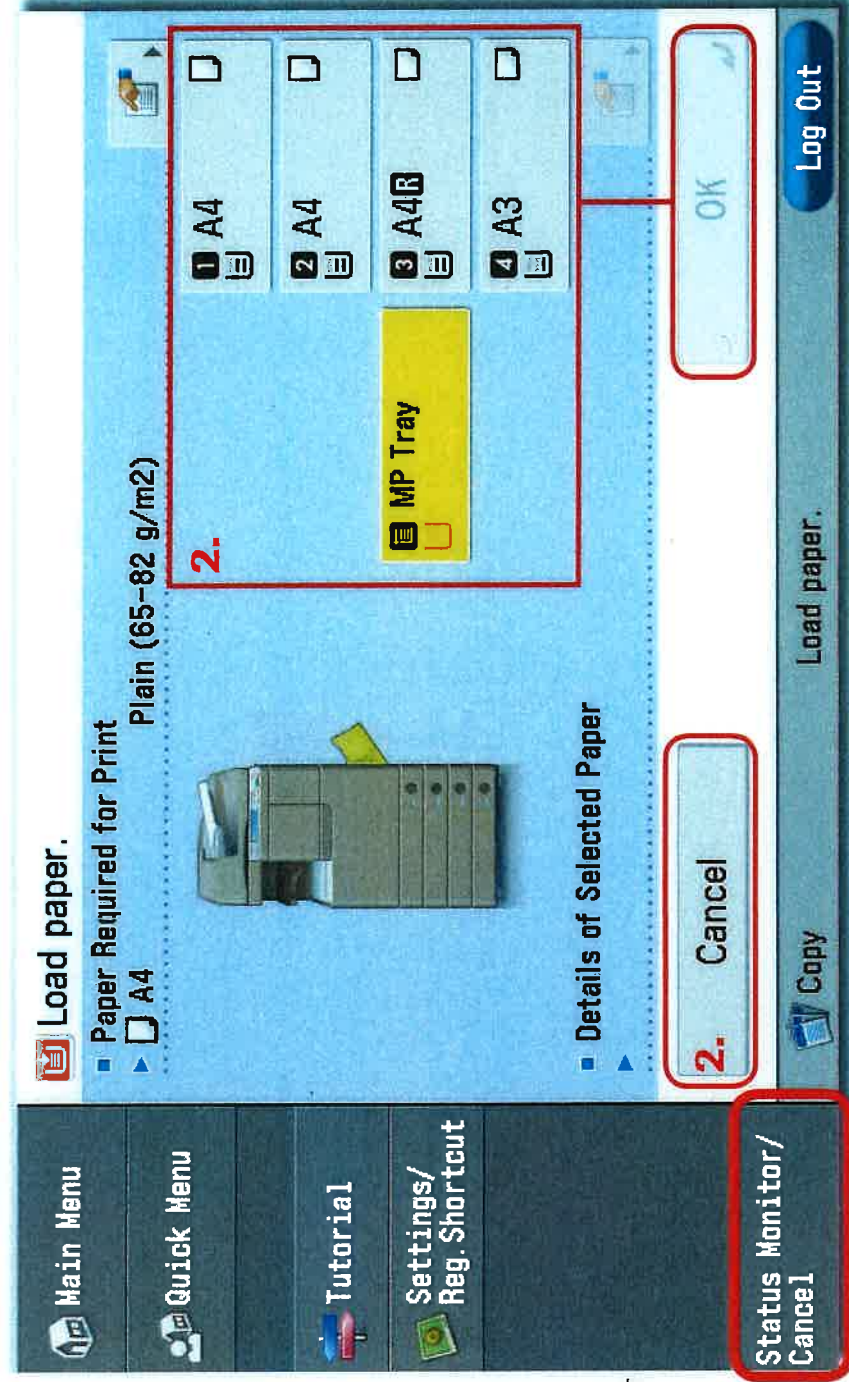 Main Menu
Quick Menu
Tutorial
Settings/
Reg. Shortcut
Status Monitor/
Cancel
Load paper.
Paper Required for Print
A4
Plain (65-82 g/m2)
2.
1 A4
2 A4
MP Tray
3 A4R
4 A3
Details of Selected Paper
2. Cancel
OK
Copy
Load paper.
Log Out